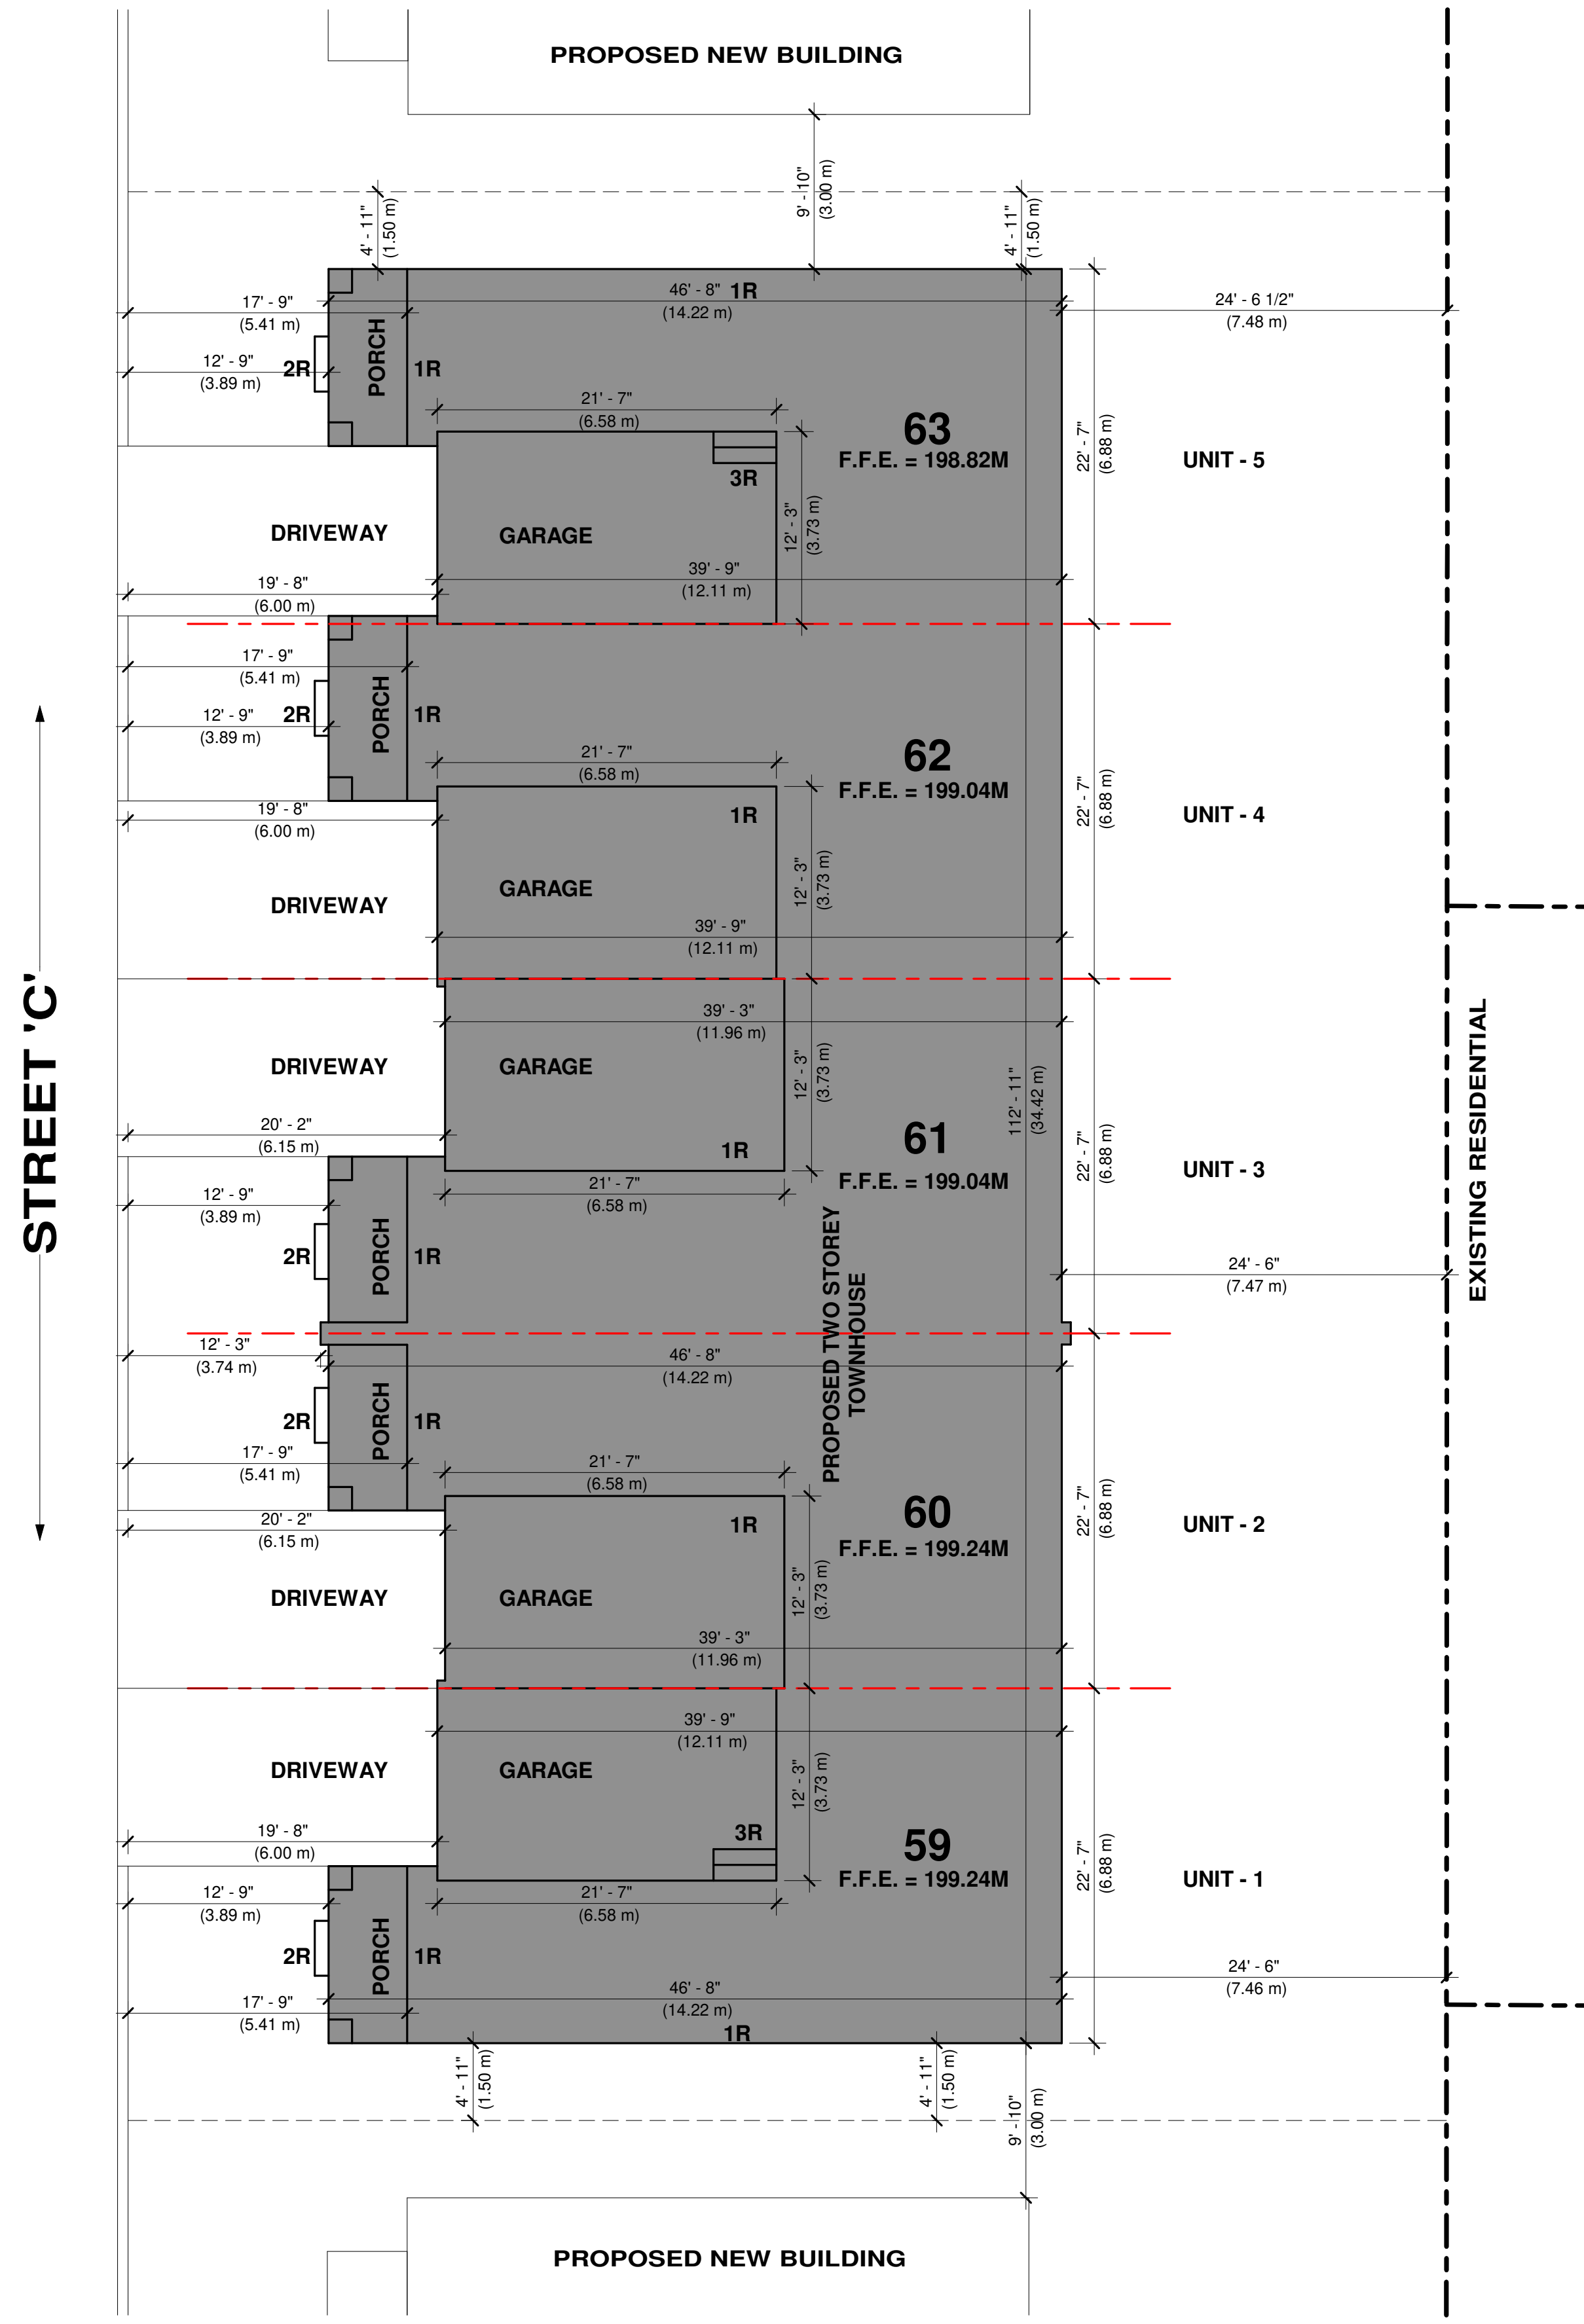 PROPOSED NEW BUILDING
9' - 10"
(3.00 m)
4' - 11"
(1.50 m)
4' - 11"
(1.50 m)
17' - 9"
(5.41 m)
46' - 8"
1R
(14.22 m)
24' - 6 1/2"
(7.48 m)
12' - 9"
(3.89 m)
2R
PORCH
1R
21' - 7"
(6.58 m)
63
F.F.E. = 198.82M
22' - 7"
(6.88 m)
UNIT - 5
3R
DRIVEWAY
GARAGE
12' - 3"
(3.73 m)
39' - 9"
(12.11 m)
19' - 8"
(6.00 m)
17' - 9"
(5.41 m)
12' - 9"
(3.89 m)
2R
PORCH
1R
21' - 7"
(6.58 m)
62
F.F.E. = 199.04M
22' - 7"
(6.88 m)
UNIT - 4
19' - 8"
(6.00 m)
1R
DRIVEWAY
GARAGE
12' - 3"
(3.73 m)
39' - 9"
(12.11 m)
STREET 'C'
39' - 3"
(11.96 m)
DRIVEWAY
GARAGE
12' - 3"
(3.73 m)
112' - 11"
(34.42 m)
20' - 2"
(6.15 m)
1R
61
F.F.E. = 199.04M
22' - 7"
(6.88 m)
UNIT - 3
EXISTING RESIDENTIAL
21' - 7"
(6.58 m)
12' - 9"
(3.89 m)
2R
PORCH
1R
24' - 6"
(7.47 m)
PROPOSED TWO STOREY
TOWNHOUSE
12' - 3"
(3.74 m)
46' - 8"
(14.22 m)
2R
PORCH
1R
17' - 9"
(5.41 m)
21' - 7"
(6.58 m)
60
F.F.E. = 199.24M
22' - 7"
(6.88 m)
UNIT - 2
20' - 2"
(6.15 m)
1R
DRIVEWAY
GARAGE
12' - 3"
(3.73 m)
39' - 3"
(11.96 m)
39' - 9"
(12.11 m)
DRIVEWAY
GARAGE
12' - 3"
(3.73 m)
19' - 8"
(6.00 m)
3R
59
F.F.E. = 199.24M
22' - 7"
(6.88 m)
UNIT - 1
12' - 9"
(3.89 m)
21' - 7"
(6.58 m)
2R
PORCH
1R
24' - 6"
(7.46 m)
17' - 9"
(5.41 m)
46' - 8"
(14.22 m)
1R
4' - 11"
(1.50 m)
4' - 11"
(1.50 m)
9' - 10"
(3.00 m)
PROPOSED NEW BUILDING